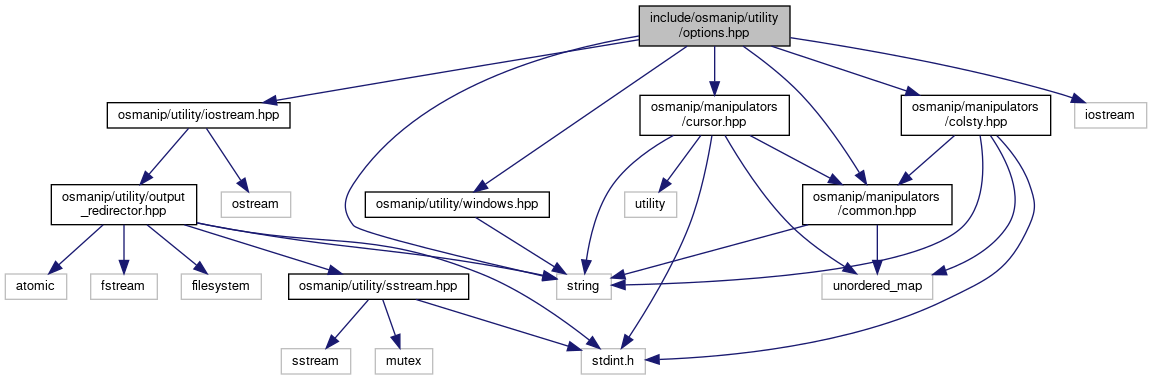 include/osmanip/utility
/options.hpp
osmanip/utility/iostream.hpp
osmanip/manipulators
/cursor.hpp
osmanip/manipulators
/colsty.hpp
iostream
osmanip/utility/output
_redirector.hpp
ostream
osmanip/utility/windows.hpp
utility
osmanip/manipulators
/common.hpp
atomic
fstream
filesystem
osmanip/utility/sstream.hpp
string
unordered_map
sstream
mutex
stdint.h